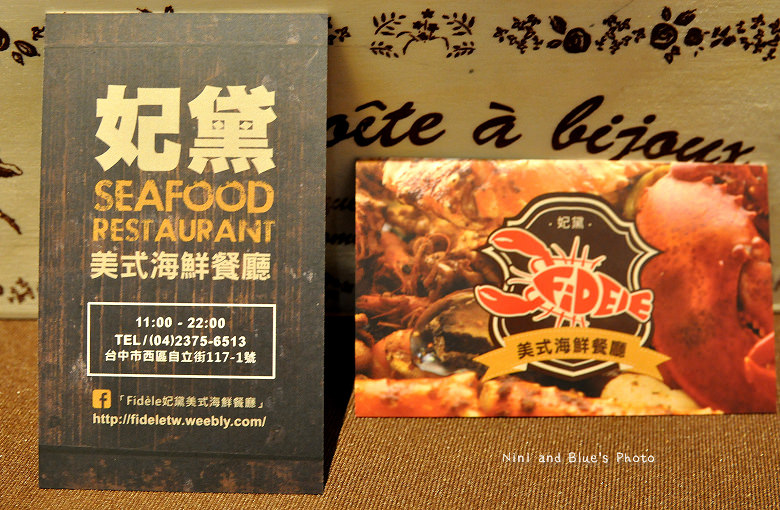 妃黛
SEAFOOD
RESTAURANT
美式海鮮餐廳
11:00 - 22:00
TEL/(04)2375-6513
台中市西區自立街117-1號
「Fidèle妃黛美式海鮮餐廳」
http://fideletw.weebly.com/
oîte à bijoux
·妃黛·
FiDELE
美式海鮮餐廳
Nini and Blue's Photo